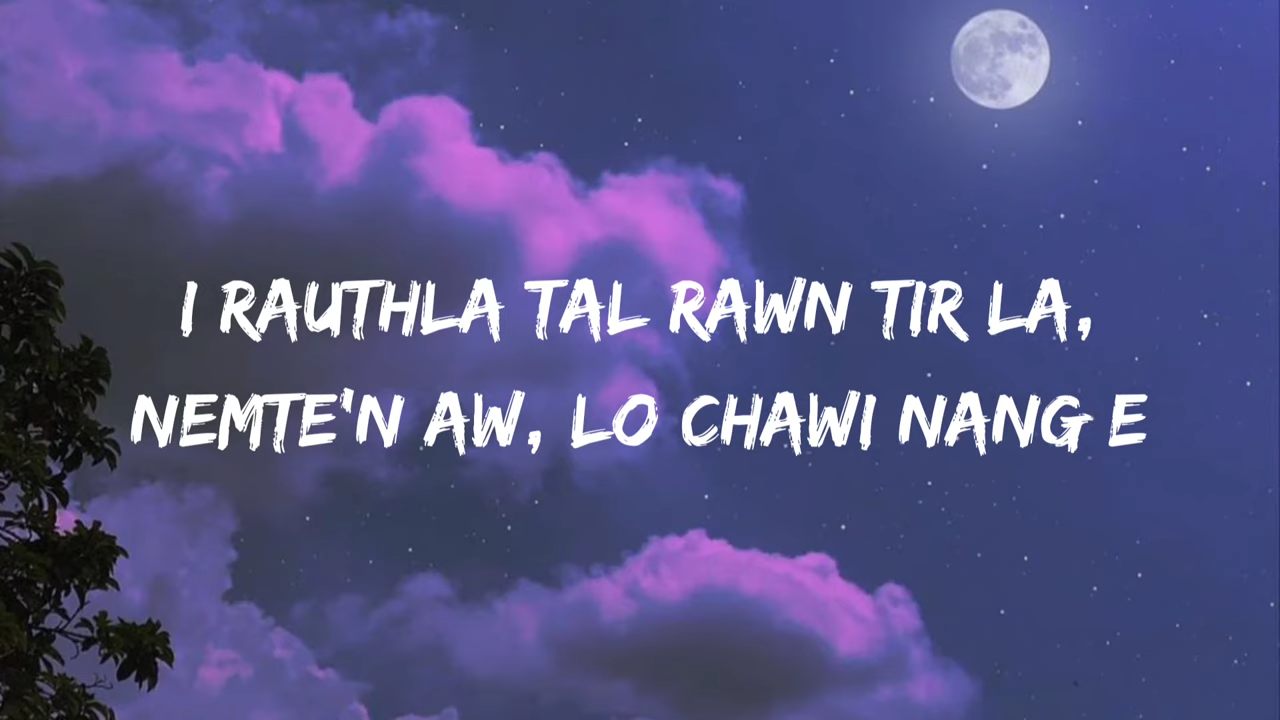 I RAUTHLA TAL RAWN TIR LA,
NEMTE'N AW, LO CHAWI NANG E